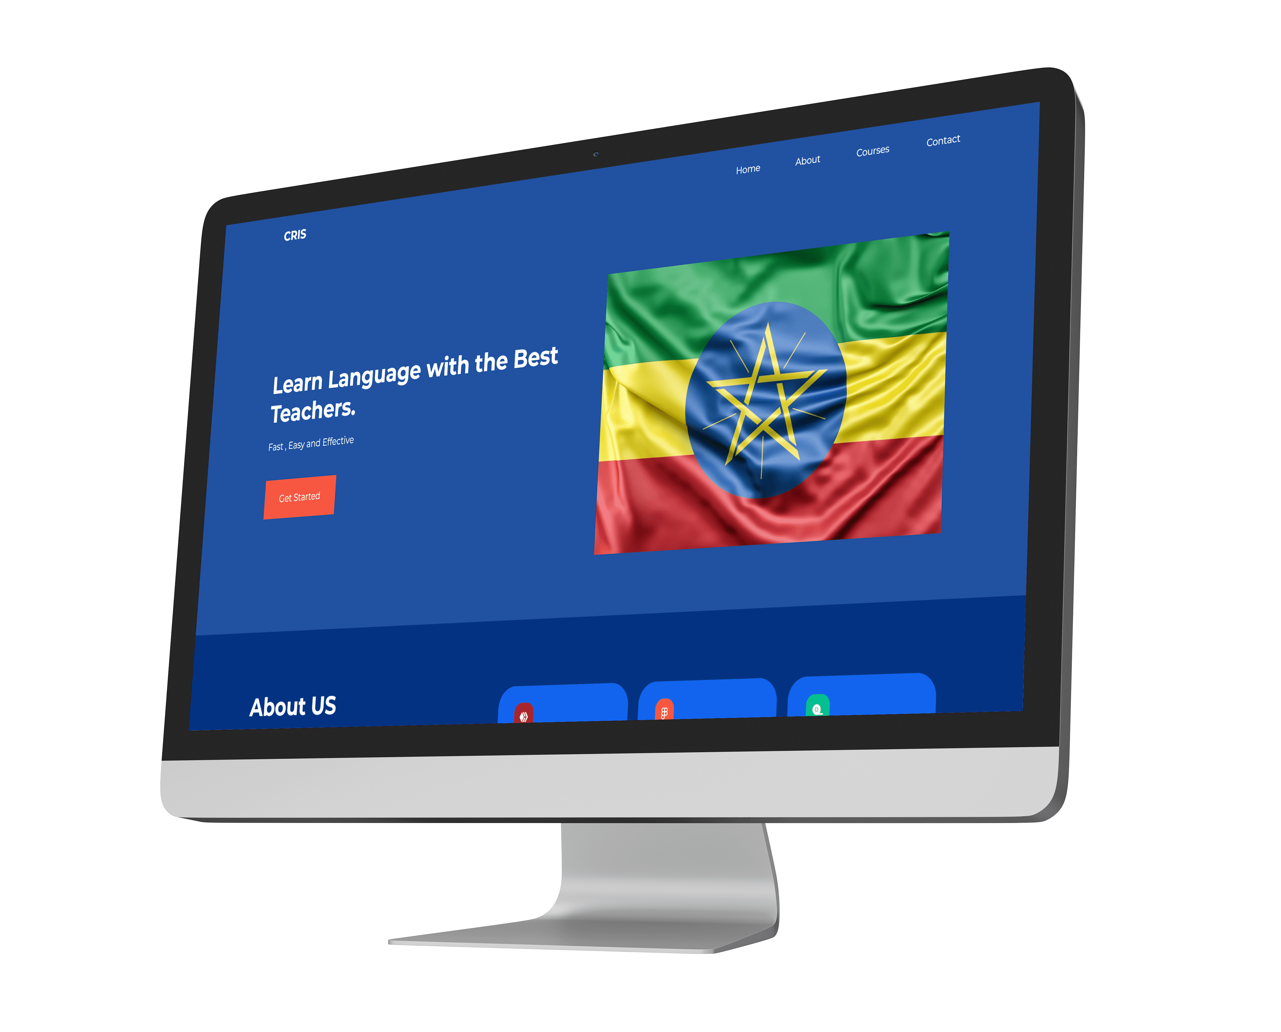 CRIS
Home
About
Courses
Contact
Learn Language with the Best
Teachers.
Fast , Easy and Effective
Get Started
About US